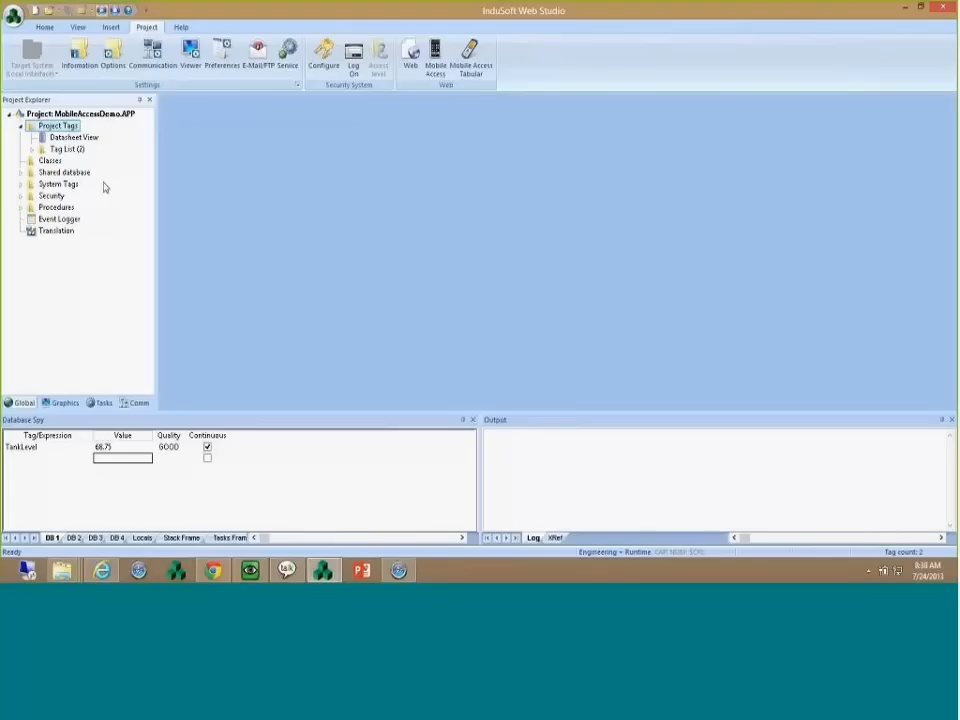 InduSoft Web Studio
Home View Insert Project Help
Target System Information Options Communication Viewer Preferences E-Mail/FTP Service Configure Log On Access level Web Mobile Access Mobile Access Tabular
Settings Security System Web
Project Explorer
Project: MobileAccessDemo.APP
Project Tags
Datasheet View
Tag List (2)
Classes
Shared database
System Tags
Security
Procedures
Event Logger
Translation
Global Graphics Tasks Comm
Database Spy Output
Tag/Expression Value Quality Continuous
TankLevel 68.75 GOOD
DB 1 DB 2 DB 3 DB 4 Locals Stack Frame Tasks Fram Log XRef
Ready Engineering + Runtime CAP NUM SCRL Tag count: 2
talk
8:38 AM
7/24/2013